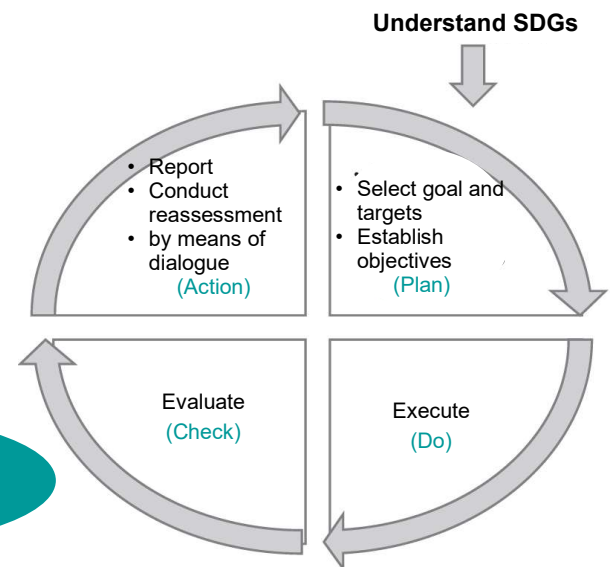 Understand SDGs
• Report
• Conduct
reassessment
• by means of
dialogue
(Action)
• Select goal and
targets
• Establish
objectives
(Plan)
Evaluate
(Check)
Execute
(Do)